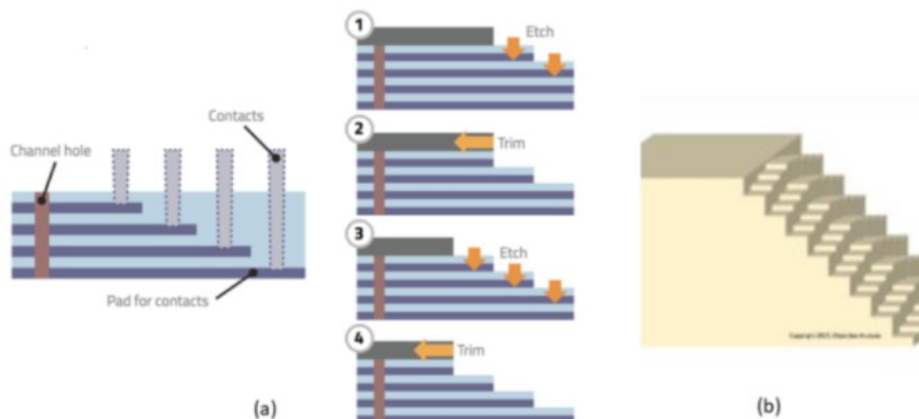 Contacts
Channel hole
Pad for contacts
(a)
1
Etch
2
Trim
3
Etch
4
Trim
(b)